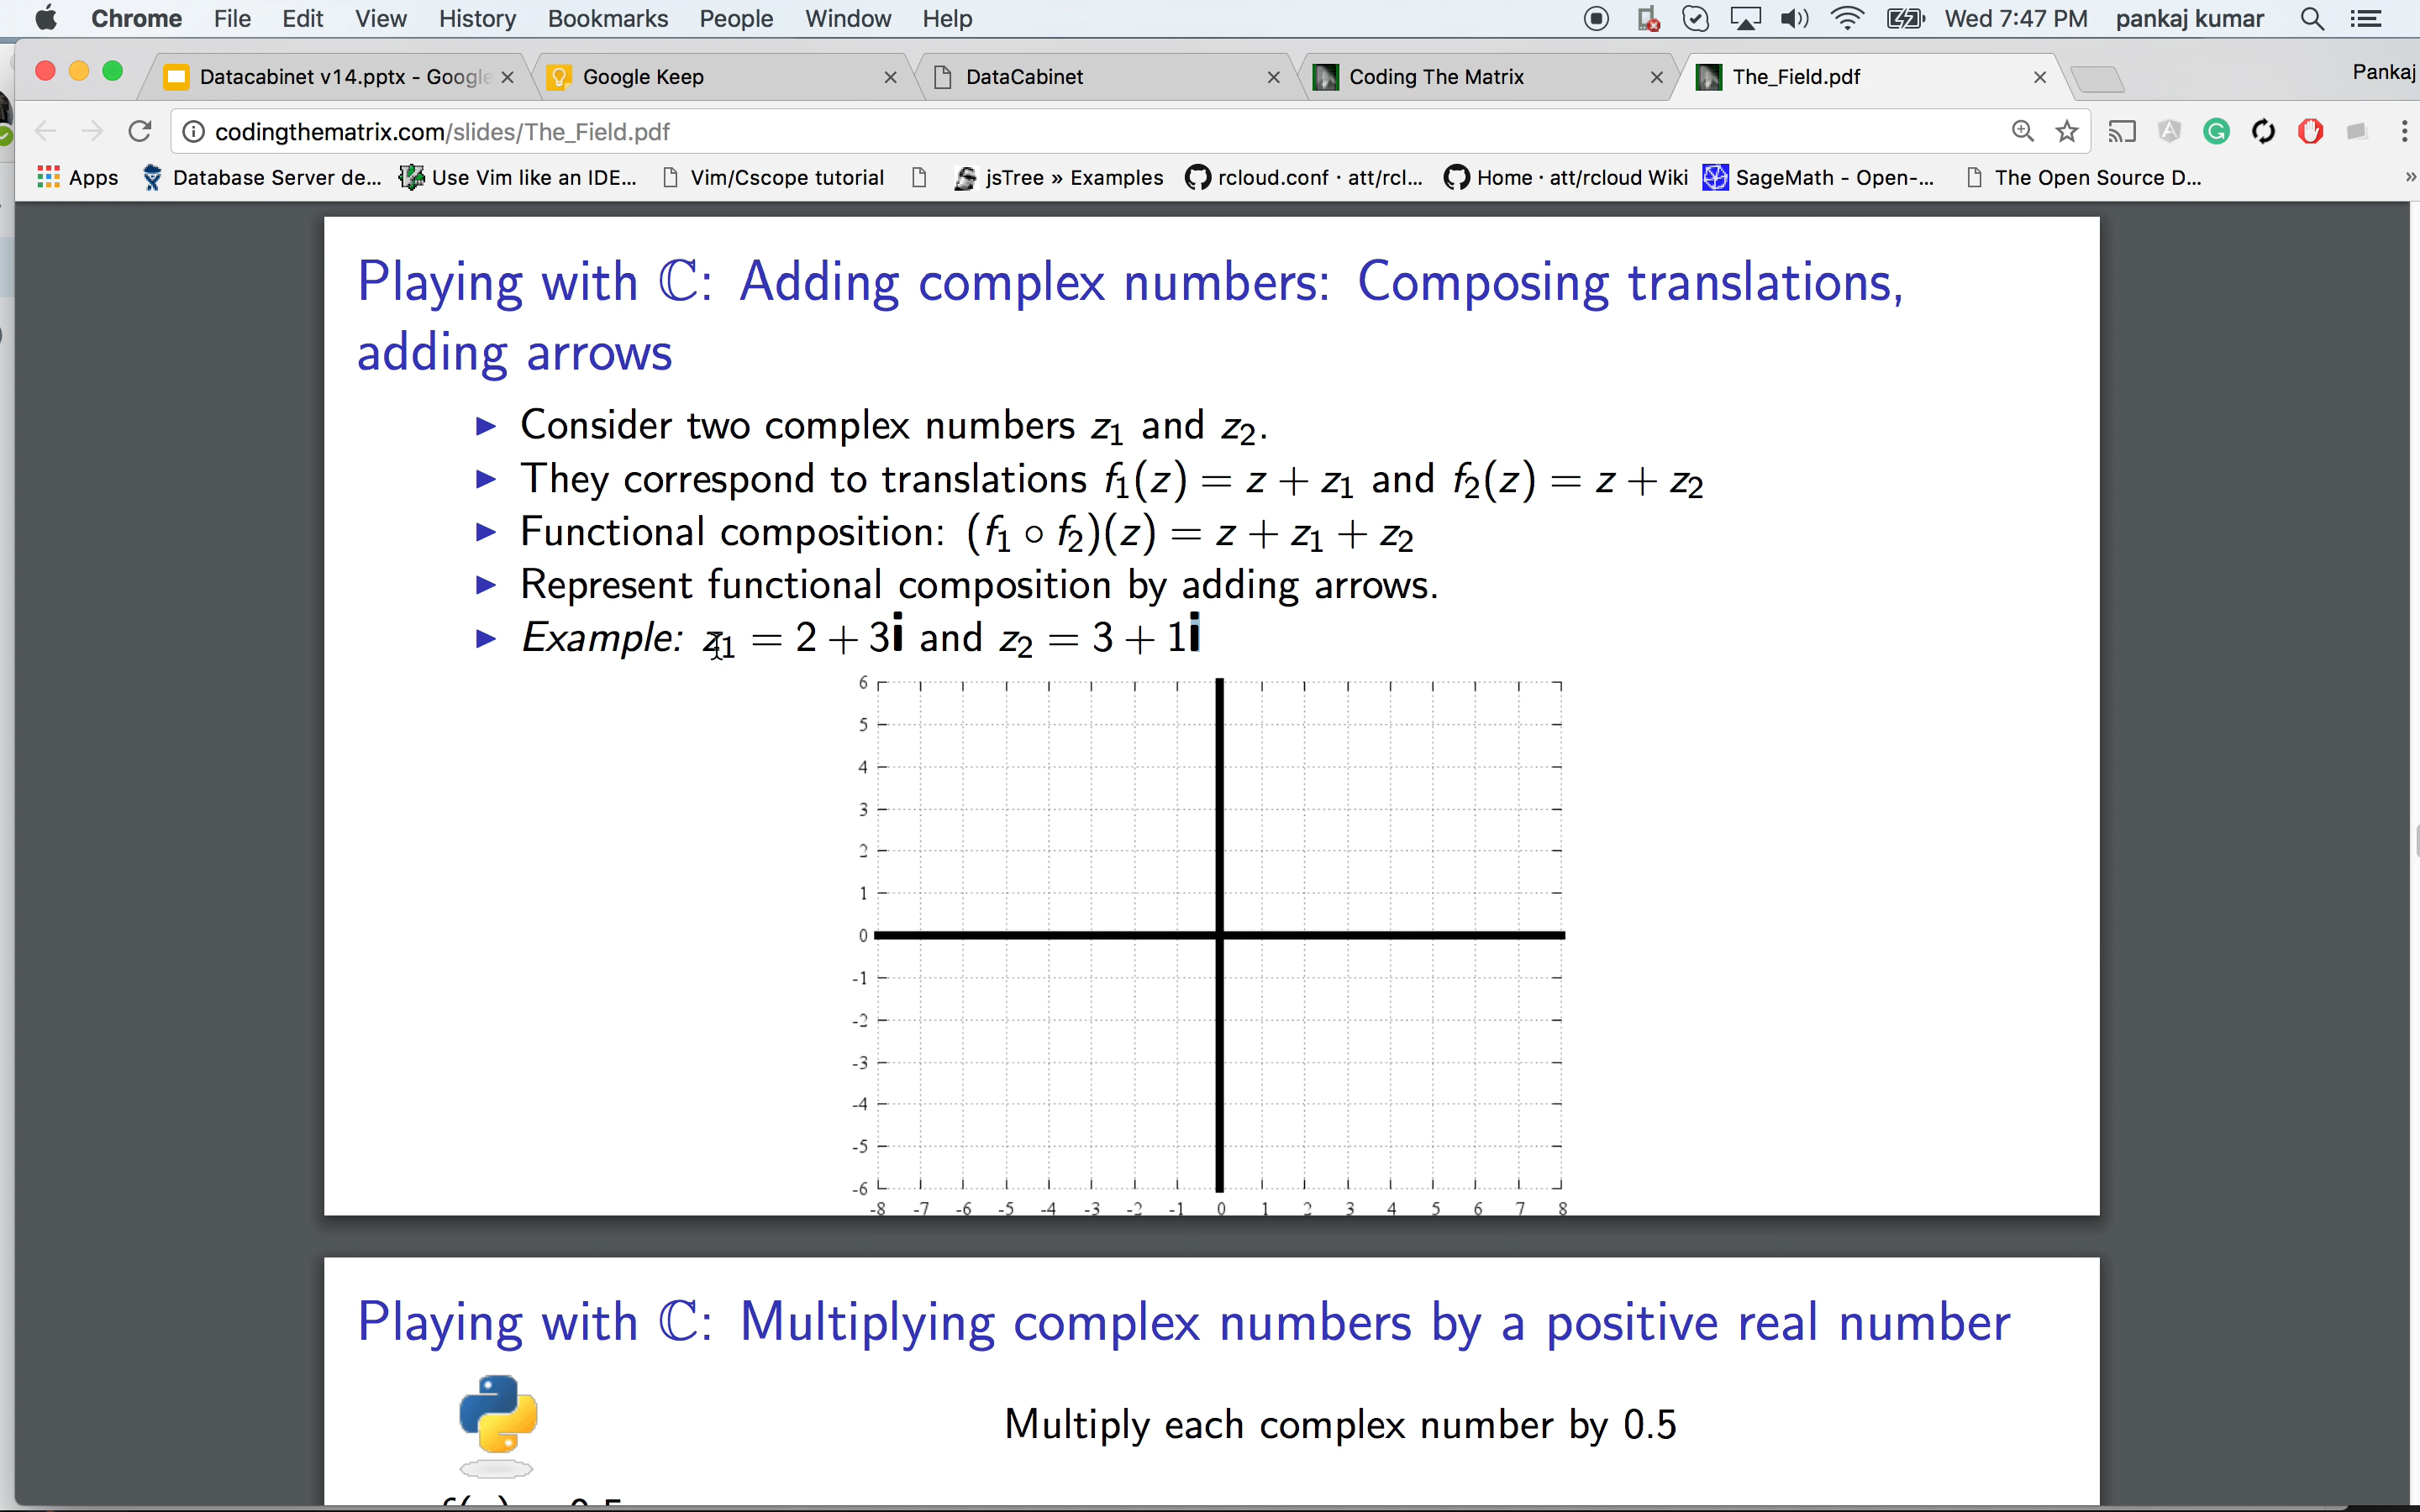 Chrome File Edit View History Bookmarks People Window Help Wed 7:47 PM pankaj kumar
Datacabinet v14.pptx - Google Google Keep DataCabinet Coding The Matrix The_Field.pdf Pankaj
codingthematrix.com/slides/The_Field.pdf
Apps Database Server de... Use Vim like an IDE... Vim/Cscope tutorial jsTree » Examples rcloud.conf · att/rcl... Home · att/rcloud Wiki SageMath - Open-... The Open Source D... »
Playing with ℂ: Adding complex numbers: Composing translations,
adding arrows
▶ Consider two complex numbers z₁ and z₂.
▶ They correspond to translations f₁(z) = z + z₁ and f₂(z) = z + z₂
▶ Functional composition: (f₁ ∘ f₂)(z) = z + z₁ + z₂
▶ Represent functional composition by adding arrows.
▶ Example: z₁ = 2 + 3i and z₂ = 3 + 1i
6
5
4
3
2
1
0
-1
-2
-3
-4
-5
-6
-8 -7 -6 -5 -4 -3 -2 -1 0 1 2 3 4 5 6 7 8
Playing with ℂ: Multiplying complex numbers by a positive real number
Multiply each complex number by 0.5